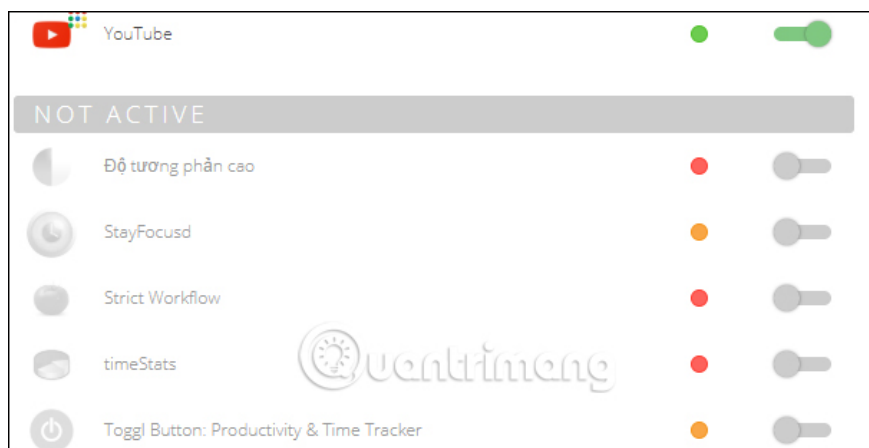 YouTube
NOT ACTIVE
Độ tương phản cao
StayFocusd
Strict Workflow
timeStats
Quantrimang
Toggl Button: Productivity & Time Tracker